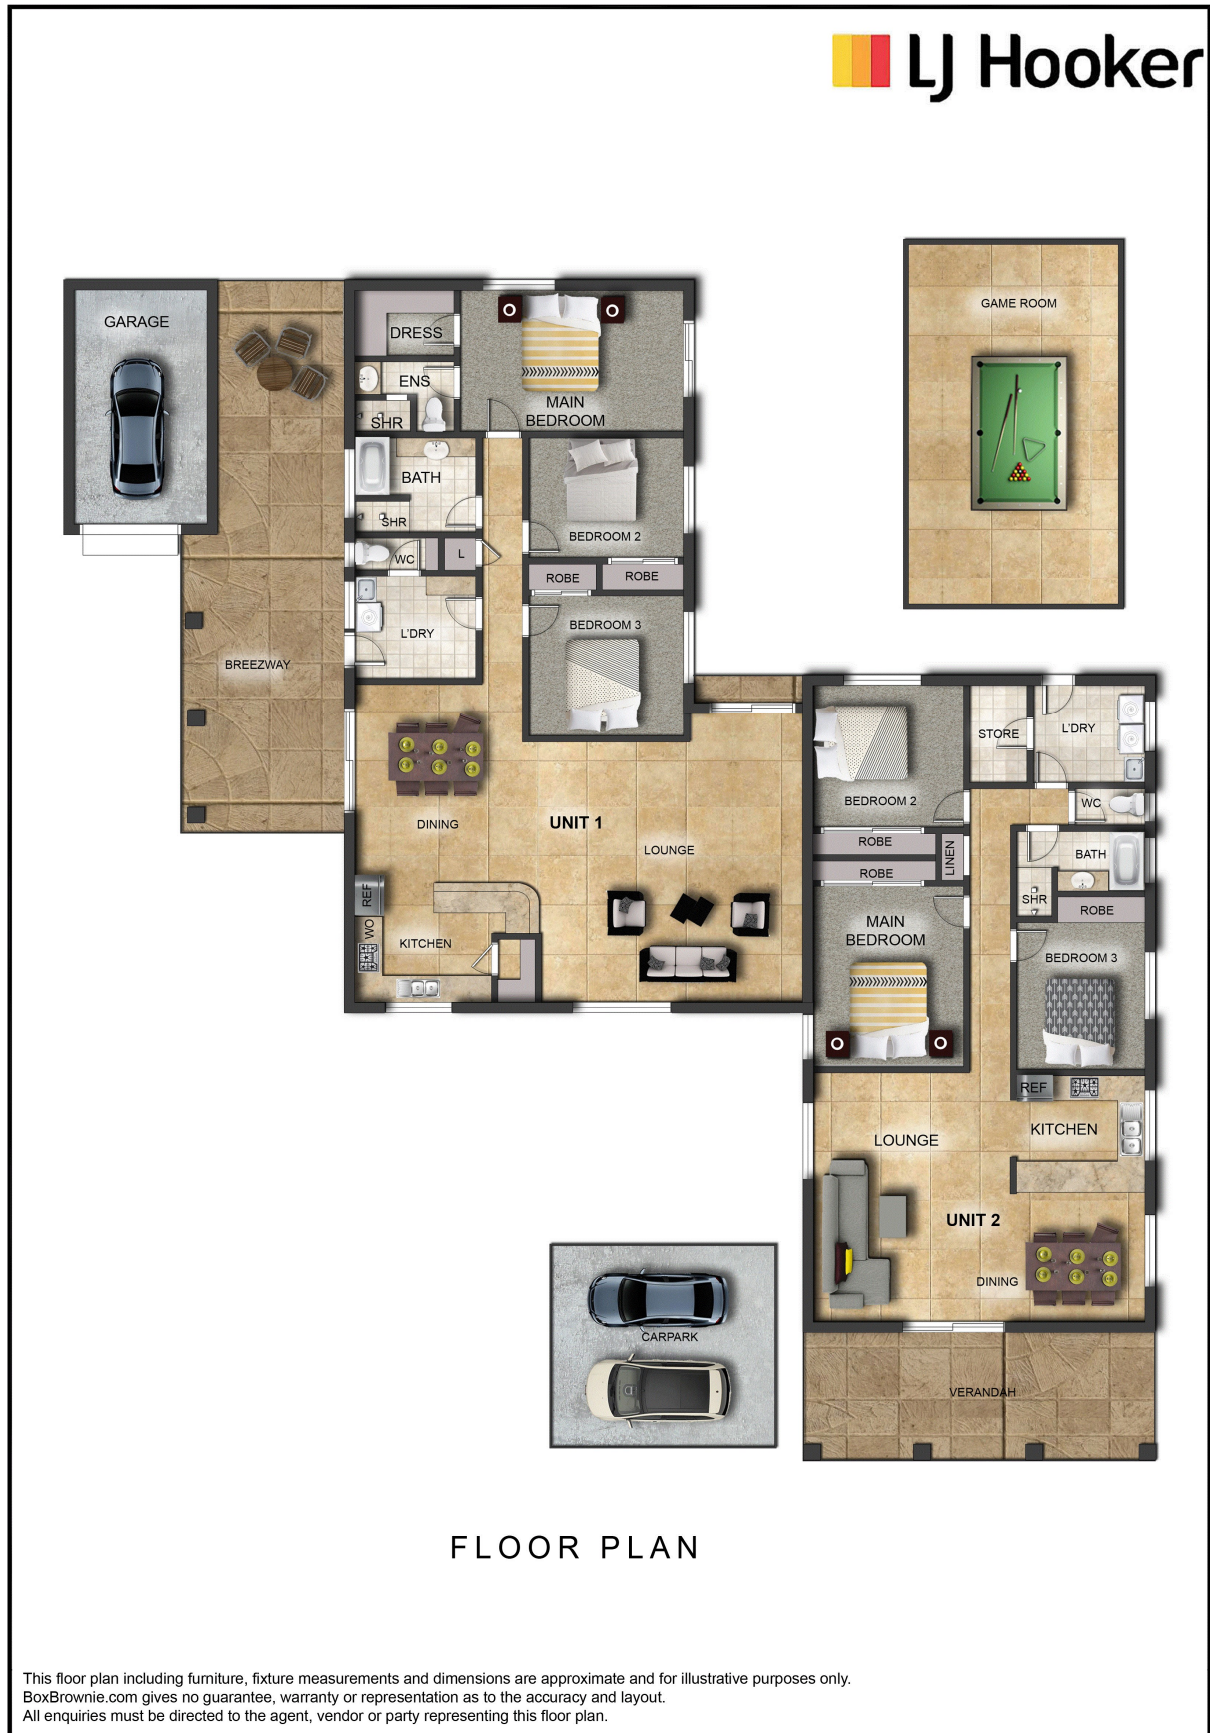 LJ Hooker
GAME ROOM
GARAGE
DRESS
ENS
SHR
MAIN
BEDROOM
BATH
SHR
BEDROOM 2
WC
L
ROBE
ROBE
L'DRY
BEDROOM 3
BREEZWAY
DINING
UNIT 1
LOUNGE
REF
WO
KITCHEN
STORE
L'DRY
BEDROOM 2
WC
ROBE
LINEN
BATH
ROBE
SHR
ROBE
MAIN
BEDROOM
BEDROOM 3
REF
KITCHEN
LOUNGE
UNIT 2
DINING
CARPARK
VERANDAH
FLOOR PLAN
This floor plan including furniture, fixture measurements and dimensions are approximate and for illustrative purposes only.
BoxBrownie.com gives no guarantee, warranty or representation as to the accuracy and layout.
All enquiries must be directed to the agent, vendor or party representing this floor plan.